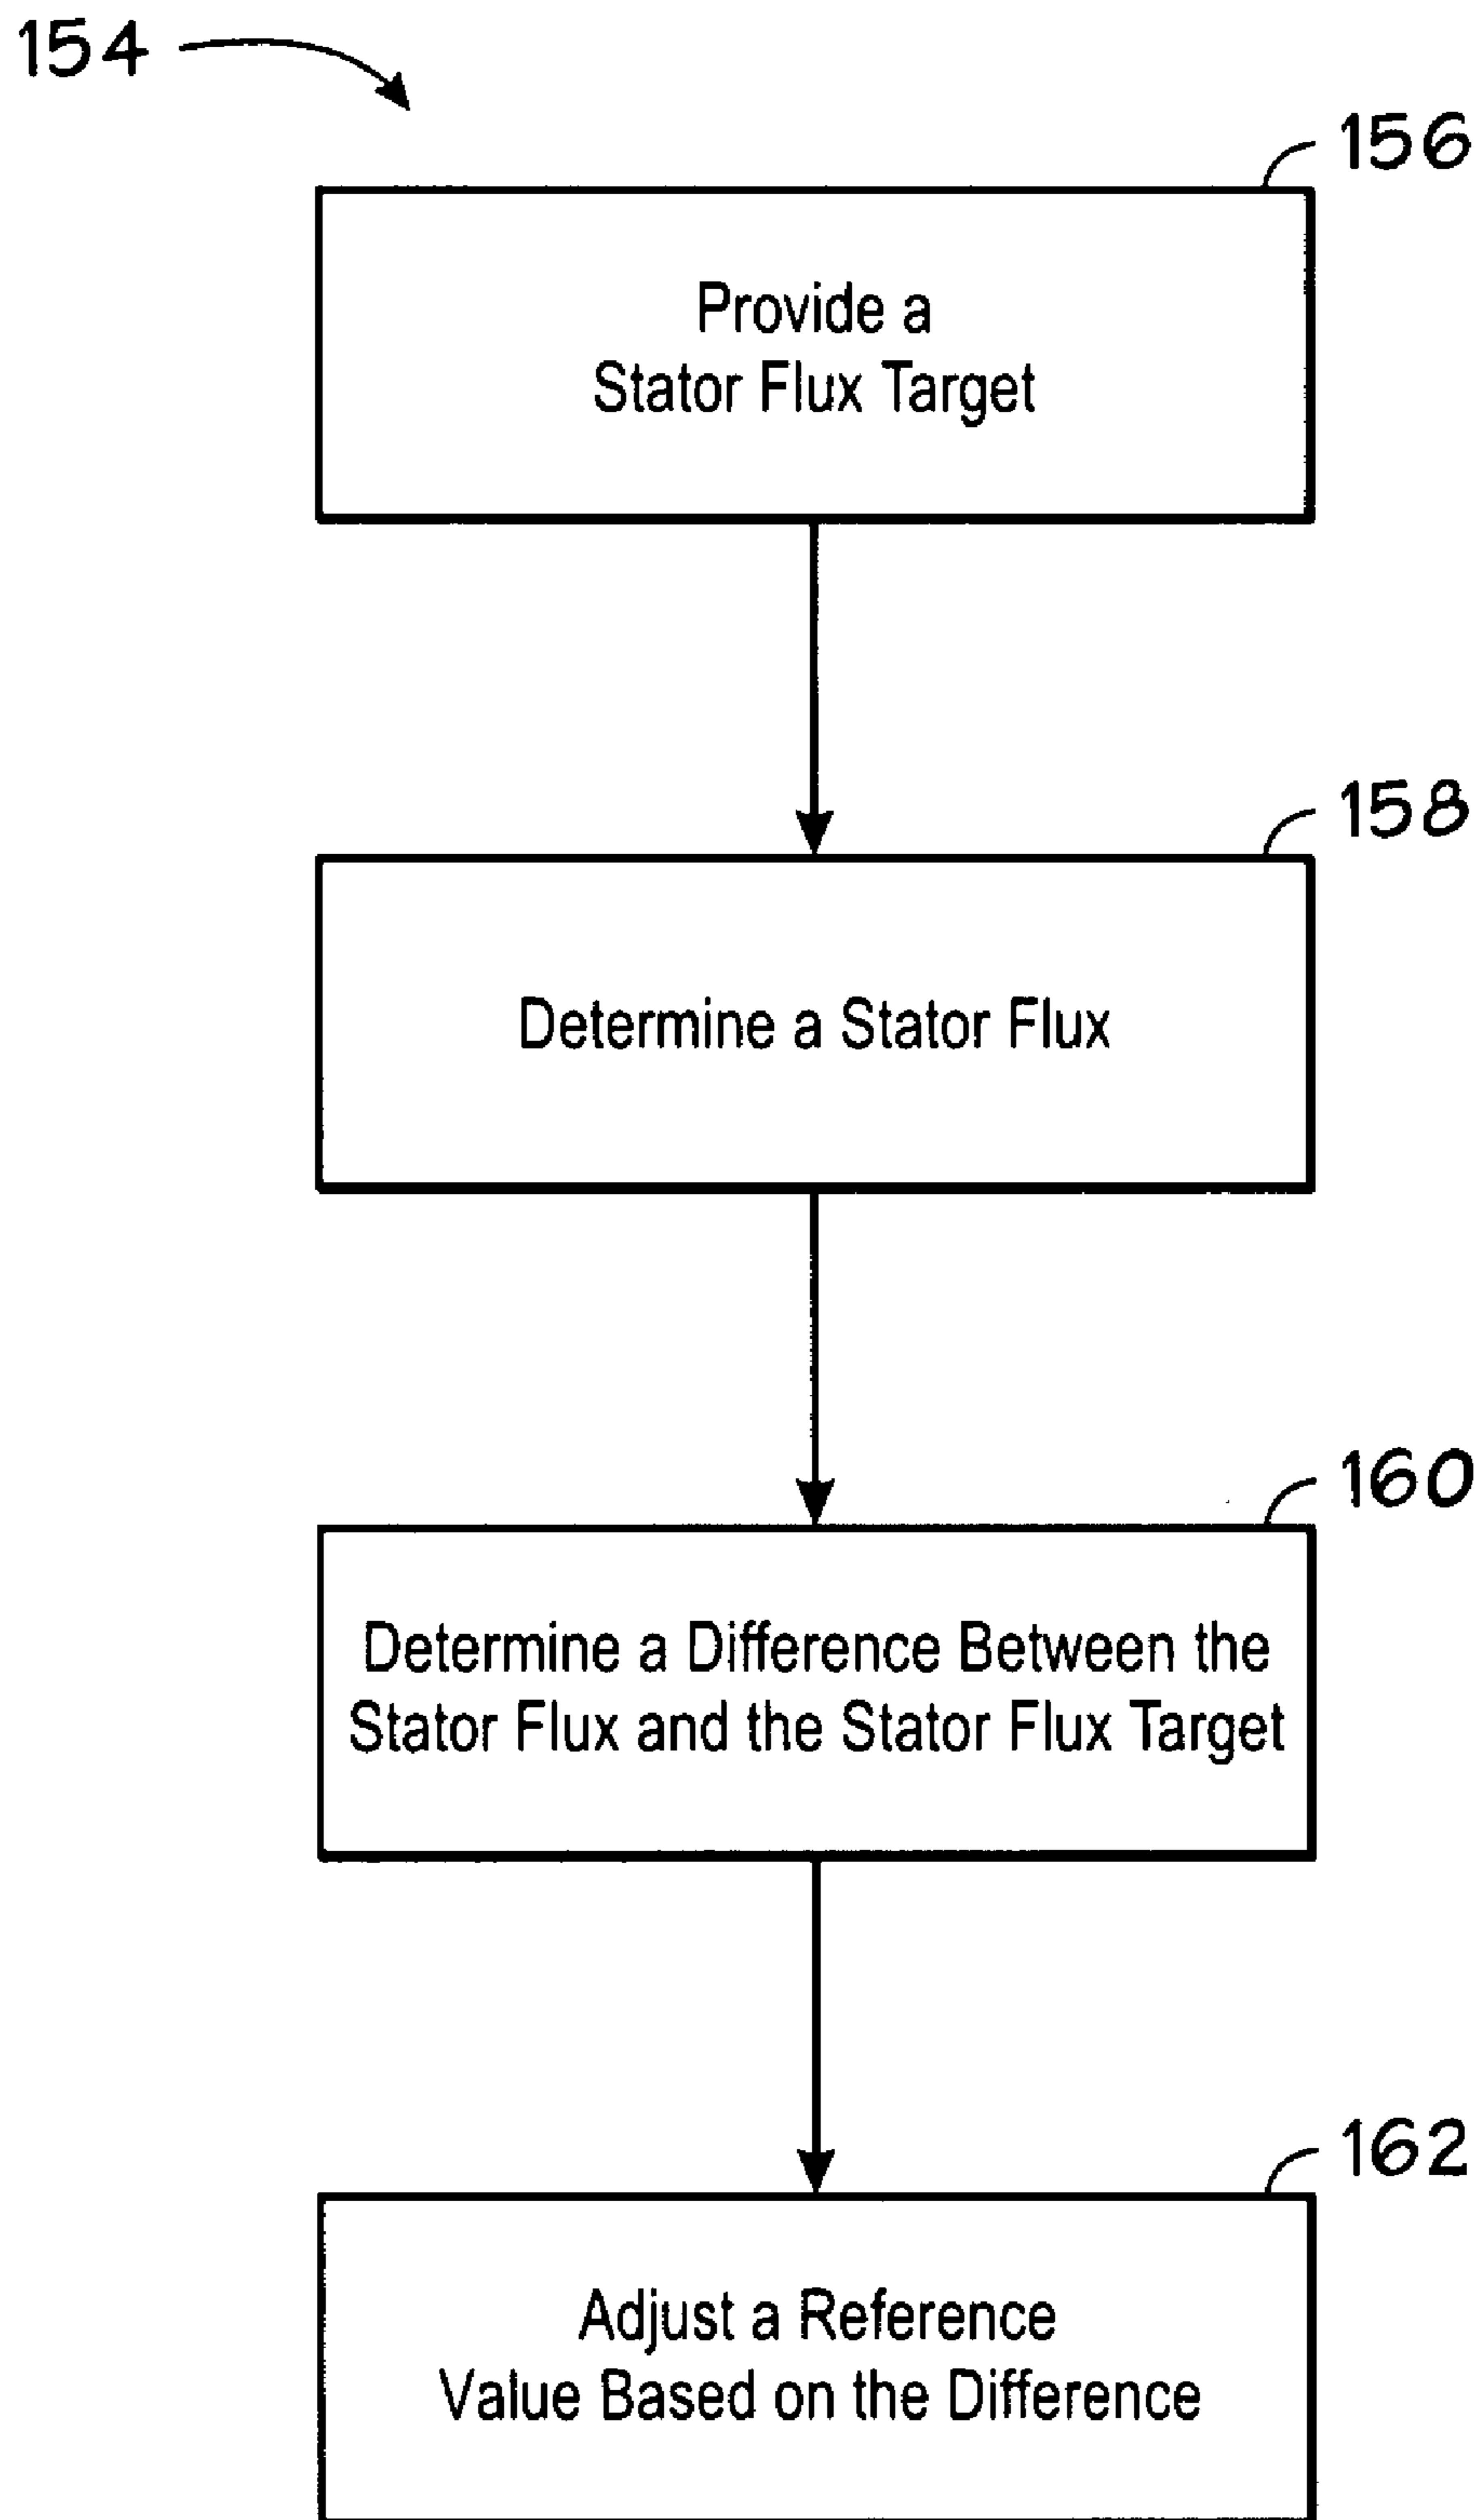 154
156
Provide a
Stator Flux Target
158
Determine a Stator Flux
160
Determine a Difference Between the
Stator Flux and the Stator Flux Target
162
Adjust a Reference
Value Based on the Difference